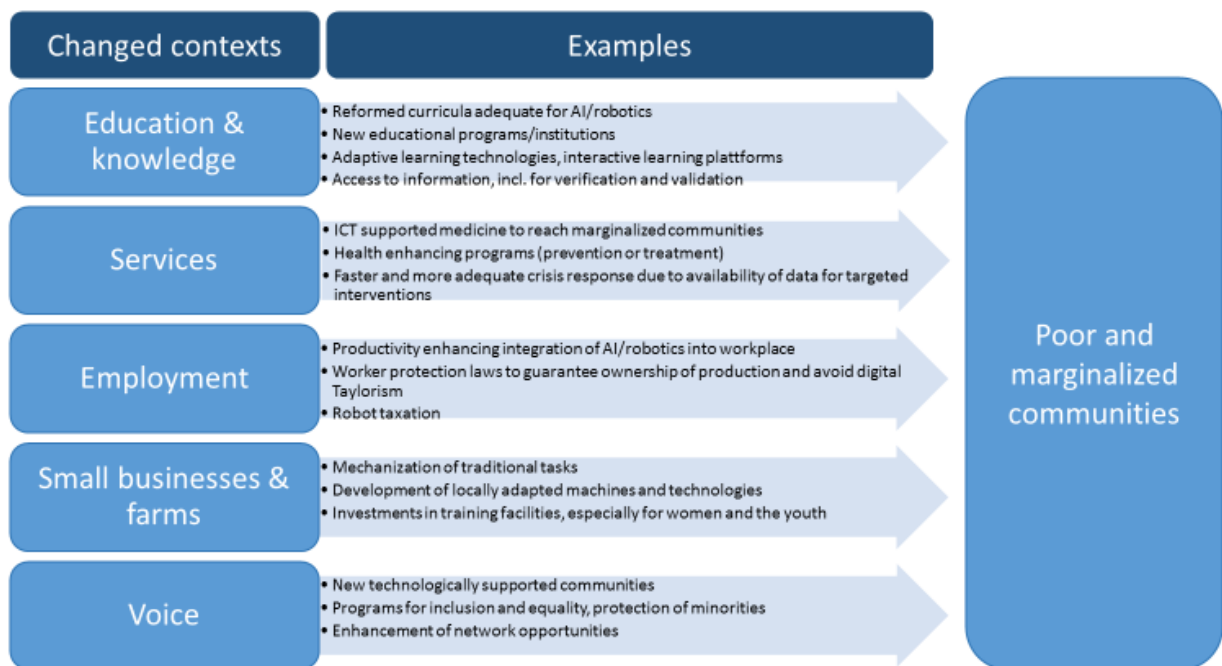 Changed contexts
Examples
Education &
knowledge
• Reformed curricula adequate for AI/robotics
• New educational programs/institutions
• Adaptive learning technologies, interactive learning plattforms
• Access to information, incl. for verification and validation
Services
• ICT supported medicine to reach marginalized communities
• Health enhancing programs (prevention or treatment)
• Faster and more adequate crisis response due to availability of data for targeted
interventions
Employment
• Productivity enhancing integration of AI/robotics into workplace
• Worker protection laws to guarantee ownership of production and avoid digital
Taylorism
• Robot taxation
Small businesses &
farms
• Mechanization of traditional tasks
• Development of locally adapted machines and technologies
• Investments in training facilities, especially for women and the youth
Voice
• New technologically supported communities
• Programs for inclusion and equality, protection of minorities
• Enhancement of network opportunities
Poor and
marginalized
communities